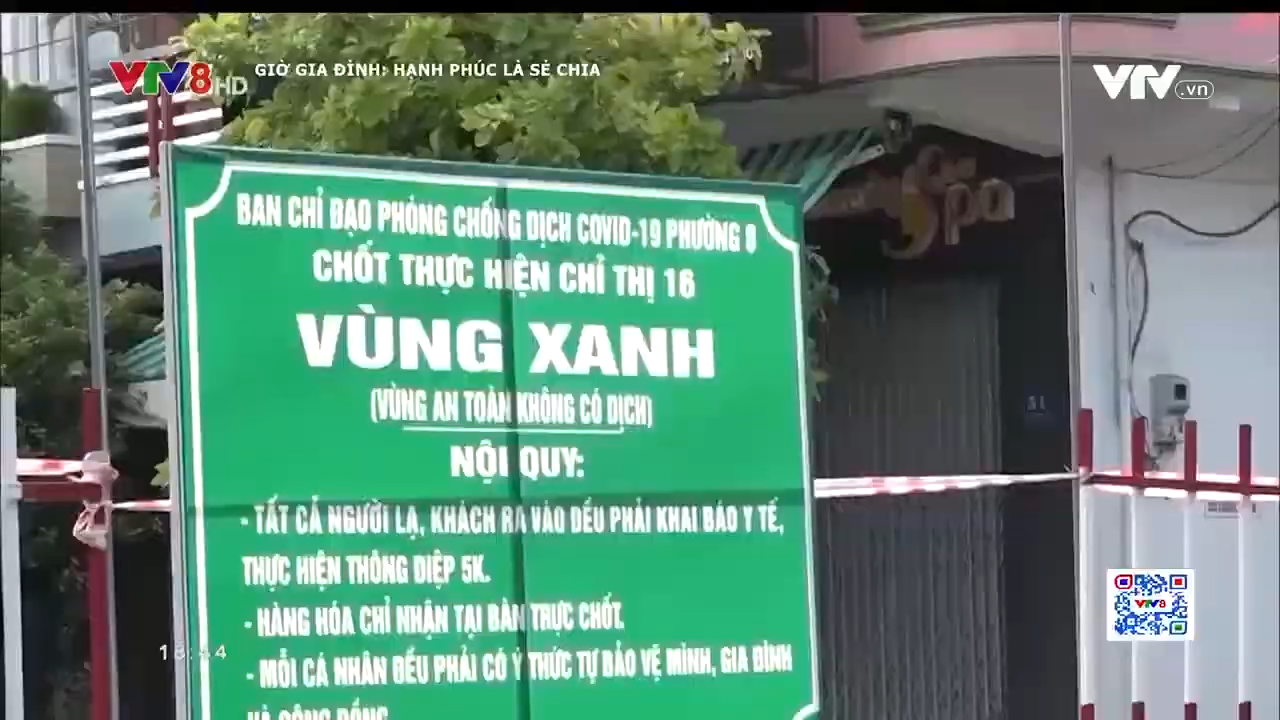 VTV8 HD
GIỜ GIA ĐÌNH: HẠNH PHÚC LÀ SẺ CHIA
VTV.vn
Spa
BAN CHỈ ĐẠO PHÒNG CHỐNG DỊCH COVID-19 PHƯỜNG 8
CHỐT THỰC HIỆN CHỈ THỊ 16
VÙNG XANH
(VÙNG AN TOÀN KHÔNG CÓ DỊCH)
NỘI QUY:
- TẤT CẢ NGƯỜI LẠ, KHÁCH RA VÀO ĐỀU PHẢI KHAI BÁO Y TẾ,
THỰC HIỆN THÔNG ĐIỆP 5K.
- HÀNG HÓA CHỈ NHẬN TẠI BÀN TRỰC CHỐT.
- MỖI CÁ NHÂN ĐỀU PHẢI CÓ Ý THỨC TỰ BẢO VỆ MÌNH, GIA ĐÌNH
VÀ CỘNG ĐỒNG
VTV8